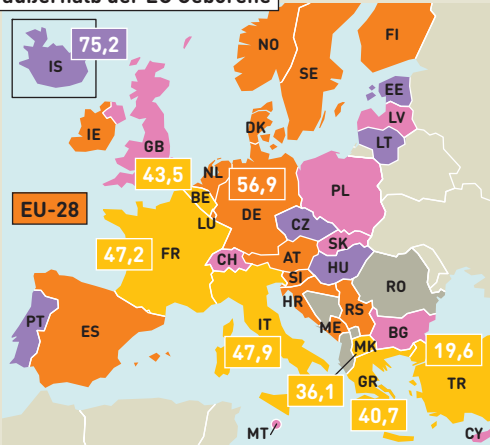 außerhalb der EU Geborene
IS
75,2
NO
SE
FI
EE
LV
LT
IE
GB
DK
43,5
NL
56,9
BE
DE
PL
EU-28
LU
CZ
47,2
FR
SK
CH
AT
HU
SI
RO
HR
RS
PT
ES
IT
ME
BG
47,9
MK
19,6
36,1
GR
TR
40,7
MT
CY